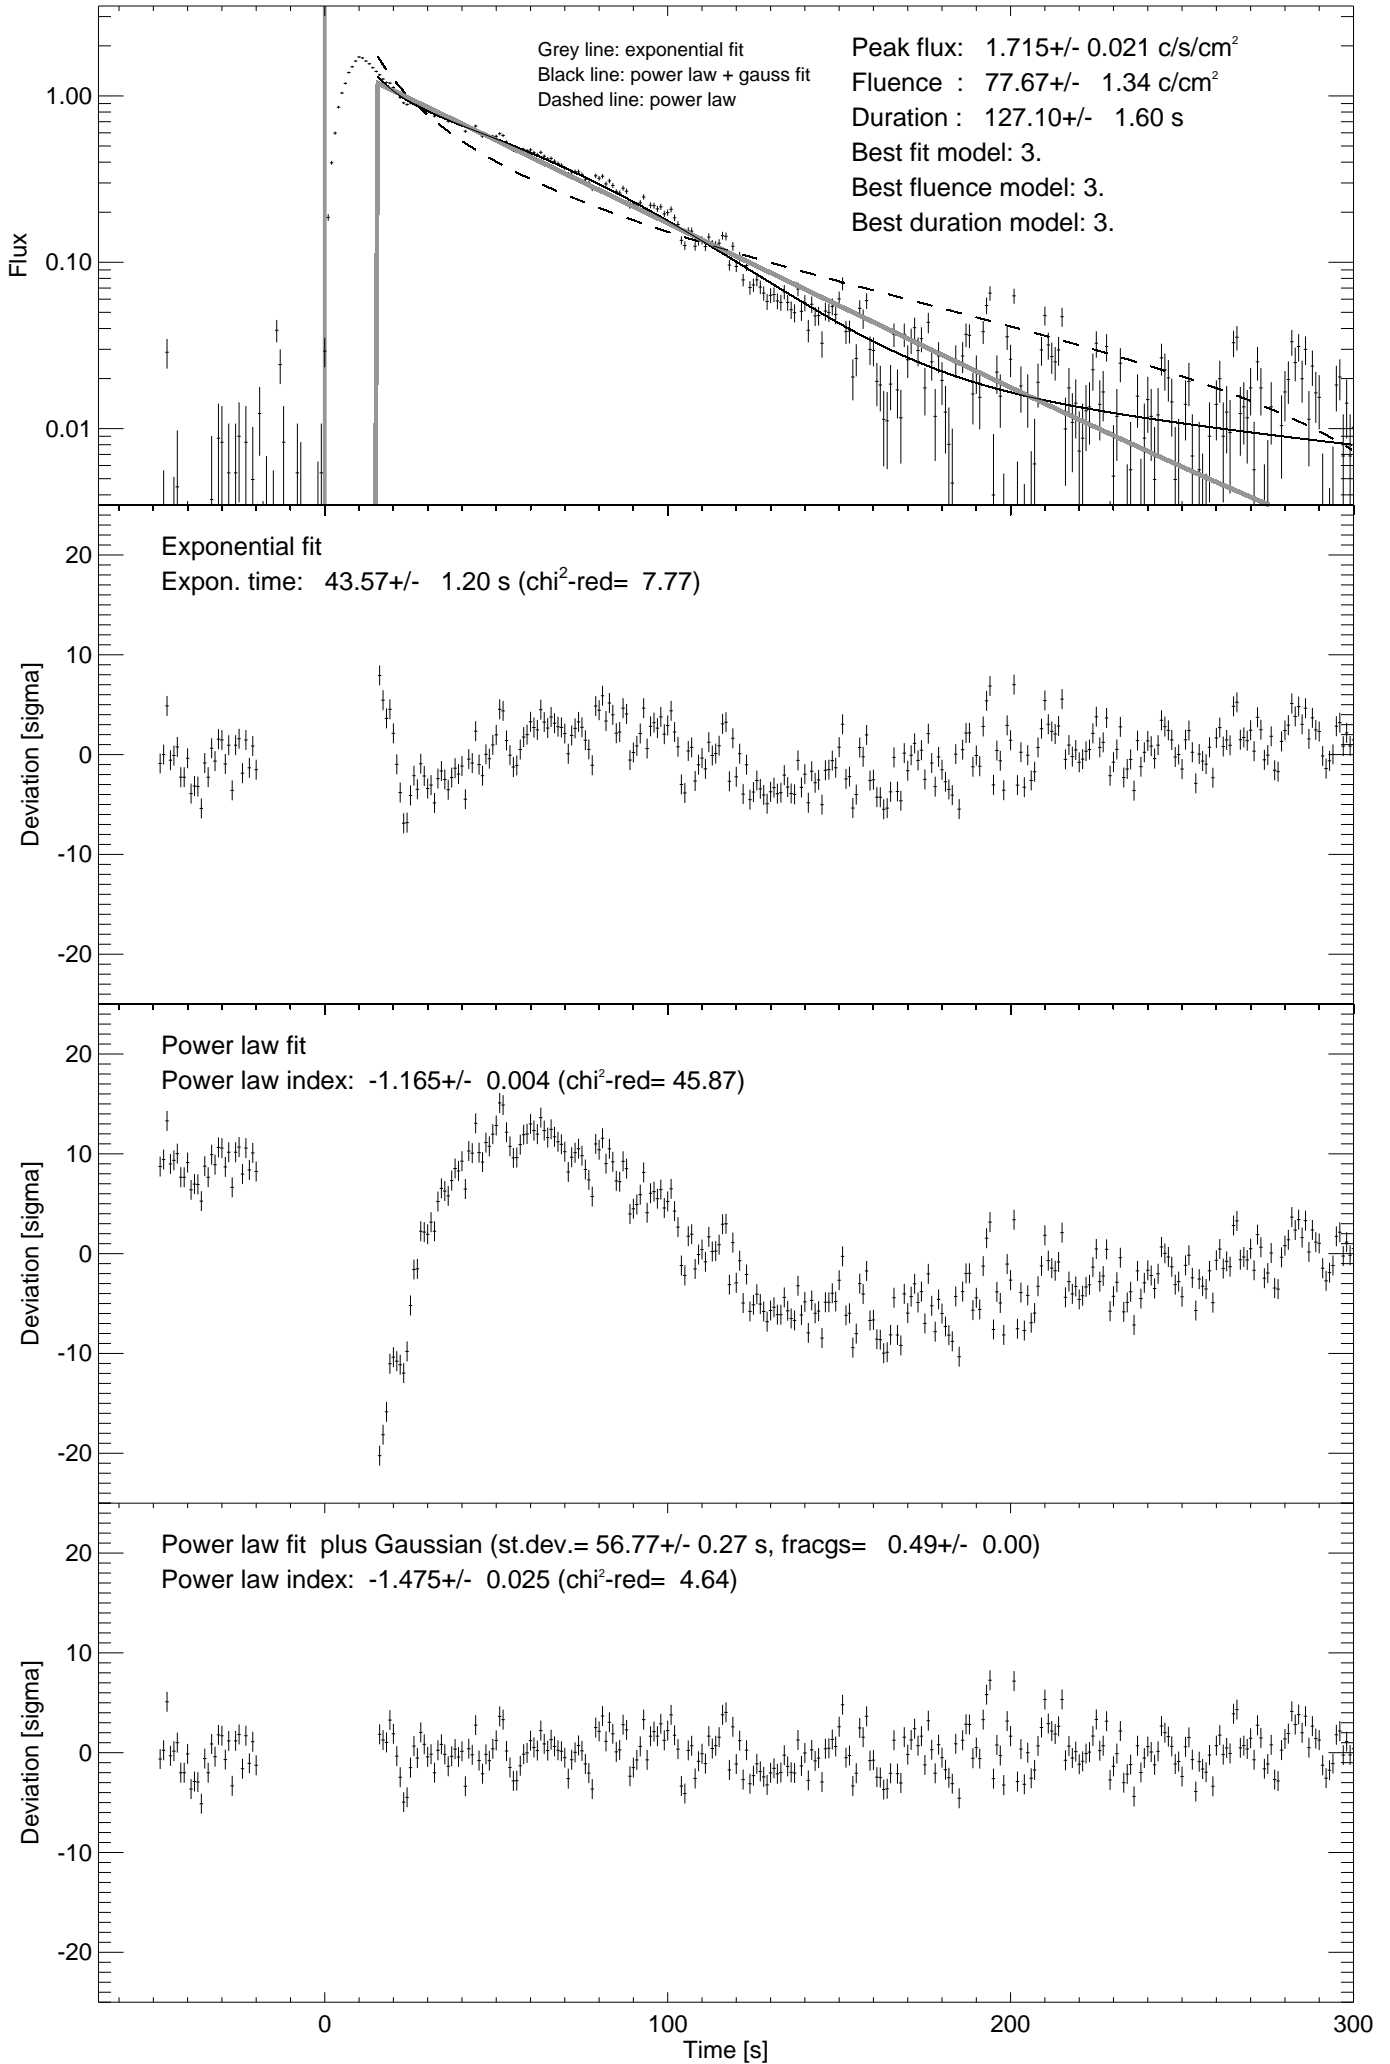 Grey line: exponential fit
Black line: power law + gauss fit
Dashed line: power law
Peak flux: 1.715+/- 0.021 c/s/cm²
Fluence : 77.67+/- 1.34 c/cm²
Duration : 127.10+/- 1.60 s
Best fit model: 3.
Best fluence model: 3.
Best duration model: 3.
Flux
1.00
0.10
0.01
Exponential fit
Expon. time: 43.57+/- 1.20 s (chi²-red= 7.77)
Deviation [sigma]
20
10
0
-10
-20
Power law fit
Power law index: -1.165+/- 0.004 (chi²-red= 45.87)
Deviation [sigma]
20
10
0
-10
-20
Power law fit plus Gaussian (st.dev.= 56.77+/- 0.27 s, fracgs= 0.49+/- 0.00)
Power law index: -1.475+/- 0.025 (chi²-red= 4.64)
Deviation [sigma]
20
10
0
-10
-20
0 100 200 300
Time [s]